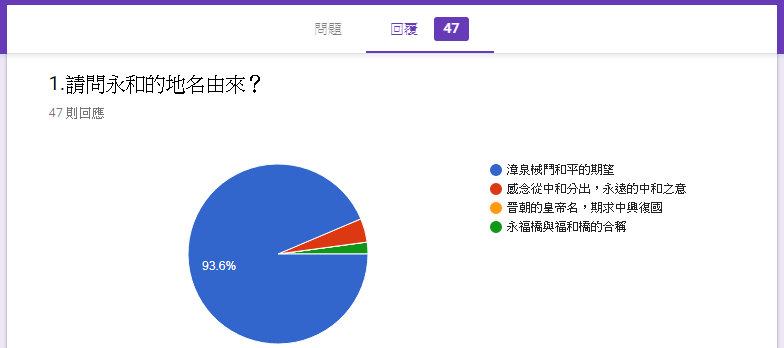 問題
回覆
47
1.請問永和的地名由來？
47 則回應
漳泉械鬥和平的期望
感念從中和分出，永遠的中和之意
晉朝的皇帝名，期求中興復國
永福橋與福和橋的合稱
93.6%